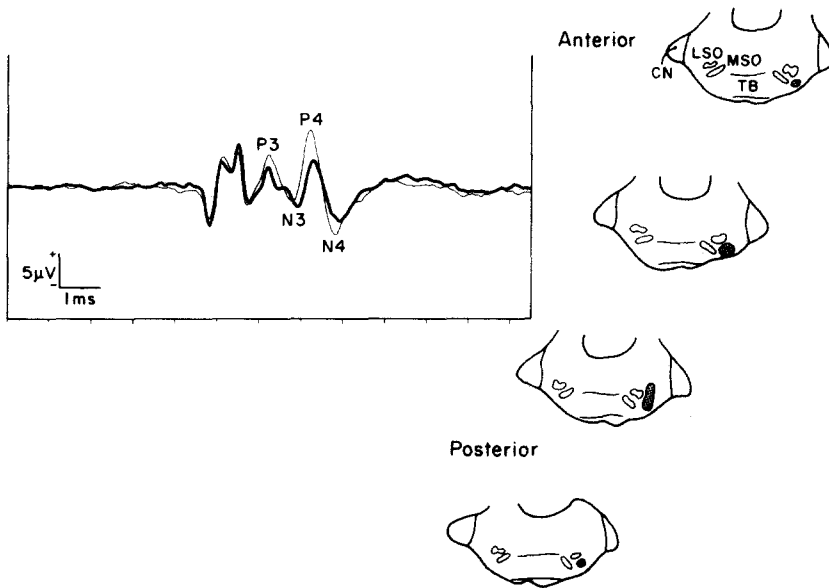 Anterior
LSO MSO
CN
TB
P4
P3
N3
N4
+
5μV
−
1ms
Posterior